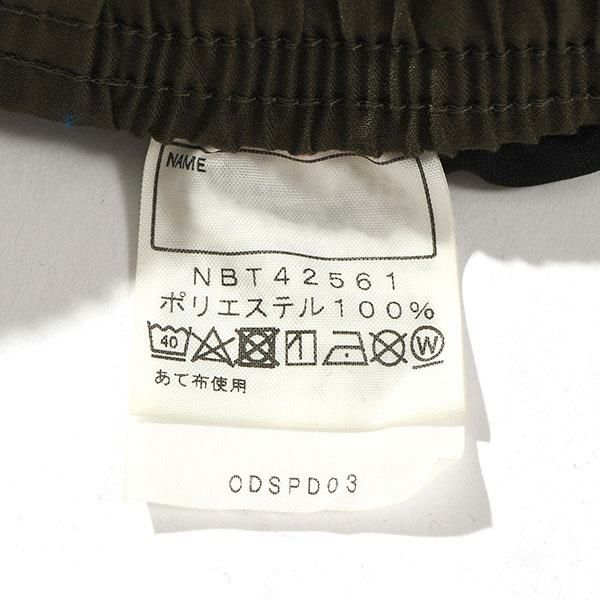 NAME
NBT42561
ポリエステル100%
40 W
あて布使用
ODSPD03